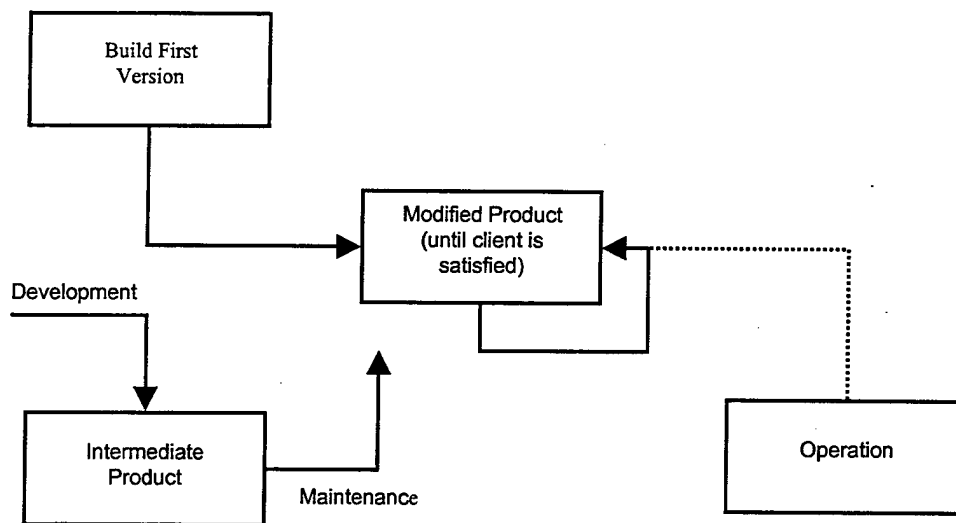 Build First
Version
Modified Product
(until client is
satisfied)
Development
Intermediate
Product
Maintenance
Operation